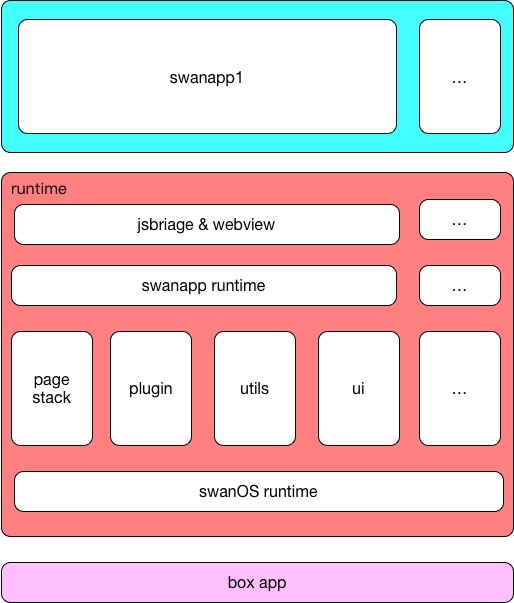 swanapp1
...
runtime
jsbriage & webview
...
swanapp runtime
...
page
stack
plugin
utils
ui
...
swanOS runtime
box app